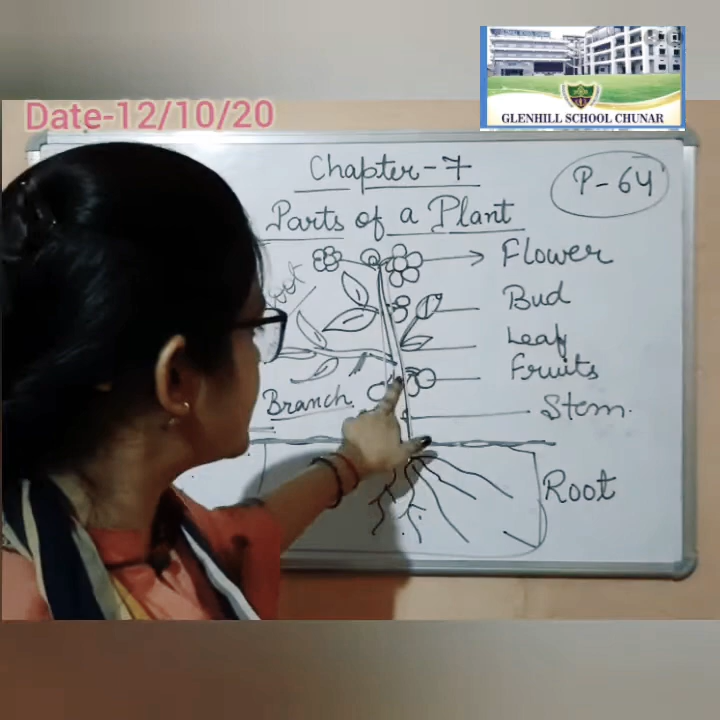 GLENHILL SCHOOL CHUNAR
Date-12/10/20
Chapter-7
P-64
Parts of a Plant
Flower
Bud
Leaf
Fruits
Branch
Stem.
Root